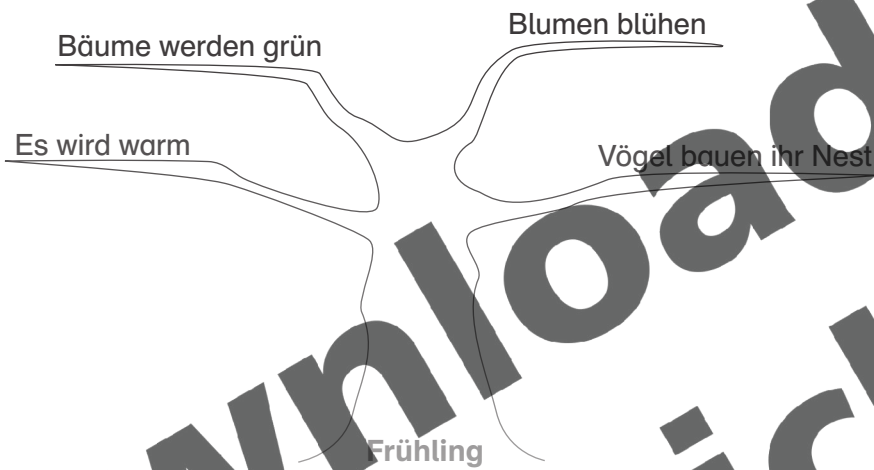 Blumen blühen
Bäume werden grün
Es wird warm
Vögel bauen ihr Nest
Frühling